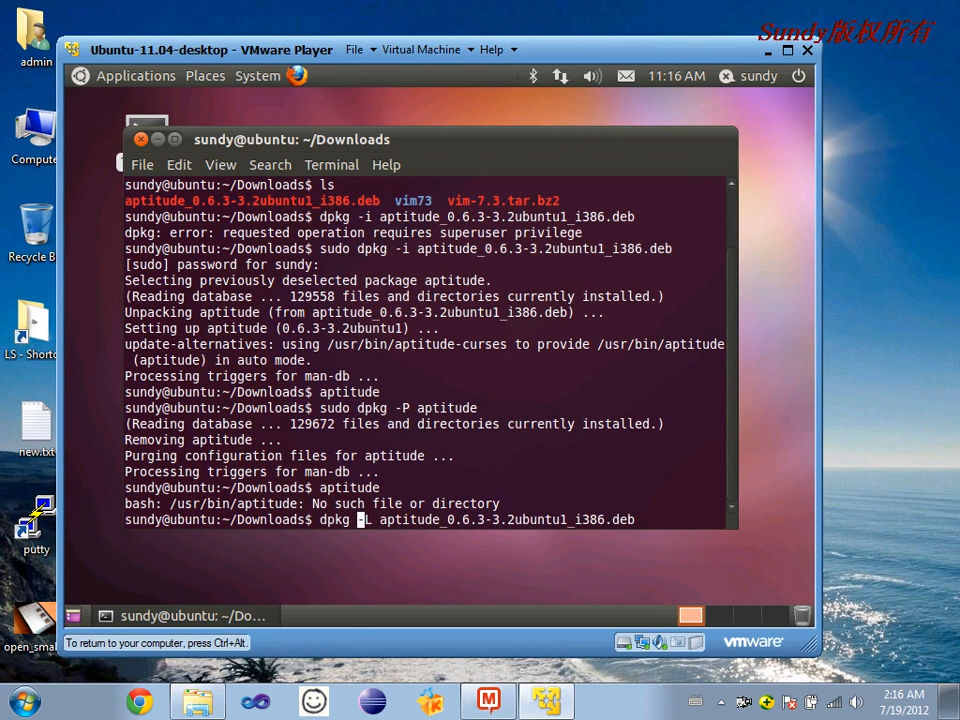 Sundy版权所有
admin
Ubuntu-11.04-desktop - VMware Player File Virtual Machine Help
Applications Places System 11:16 AM sundy
Compute
sundy@ubuntu: ~/Downloads
File Edit View Search Terminal Help
sundy@ubuntu:~/Downloads$ ls
aptitude_0.6.3-3.2ubuntu1_i386.deb vim73 vim-7.3.tar.bz2
sundy@ubuntu:~/Downloads$ dpkg -i aptitude_0.6.3-3.2ubuntu1_i386.deb
dpkg: error: requested operation requires superuser privilege
sundy@ubuntu:~/Downloads$ sudo dpkg -i aptitude_0.6.3-3.2ubuntu1_i386.deb
[sudo] password for sundy:
Selecting previously deselected package aptitude.
(Reading database ... 129558 files and directories currently installed.)
Unpacking aptitude (from aptitude_0.6.3-3.2ubuntu1_i386.deb) ...
Setting up aptitude (0.6.3-3.2ubuntu1) ...
update-alternatives: using /usr/bin/aptitude-curses to provide /usr/bin/aptitude
(aptitude) in auto mode.
Processing triggers for man-db ...
sundy@ubuntu:~/Downloads$ aptitude
sundy@ubuntu:~/Downloads$ sudo dpkg -P aptitude
(Reading database ... 129672 files and directories currently installed.)
Removing aptitude ...
Purging configuration files for aptitude ...
Processing triggers for man-db ...
sundy@ubuntu:~/Downloads$ aptitude
bash: /usr/bin/aptitude: No such file or directory
sundy@ubuntu:~/Downloads$ dpkg -L aptitude_0.6.3-3.2ubuntu1_i386.deb
Recycle B
LS - Shortc
new.txt
putty
open_smal
sundy@ubuntu: ~/Do...
To return to your computer, press Ctrl+Alt.
vmware
2:16 AM
7/19/2012